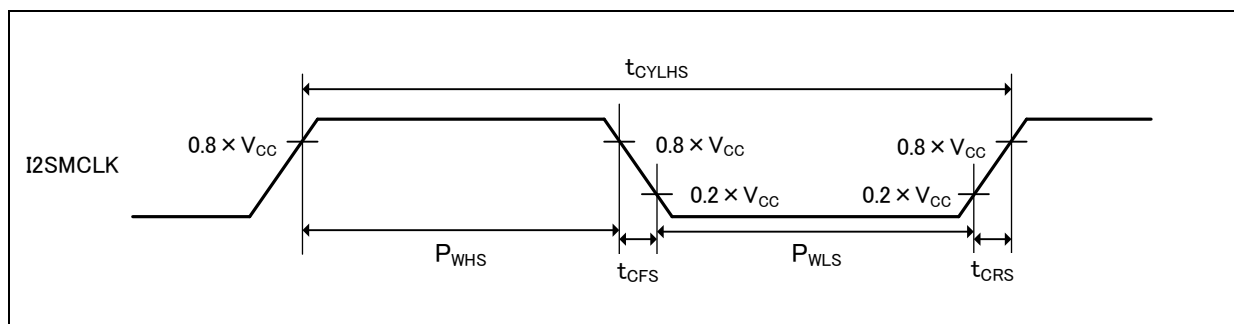 tCYLHS
0.8 × VCC
0.8 × VCC
0.8 × VCC
I2SMCLK
0.2 × VCC
0.2 × VCC
PWHS
PWLS
tCFS
tCRS